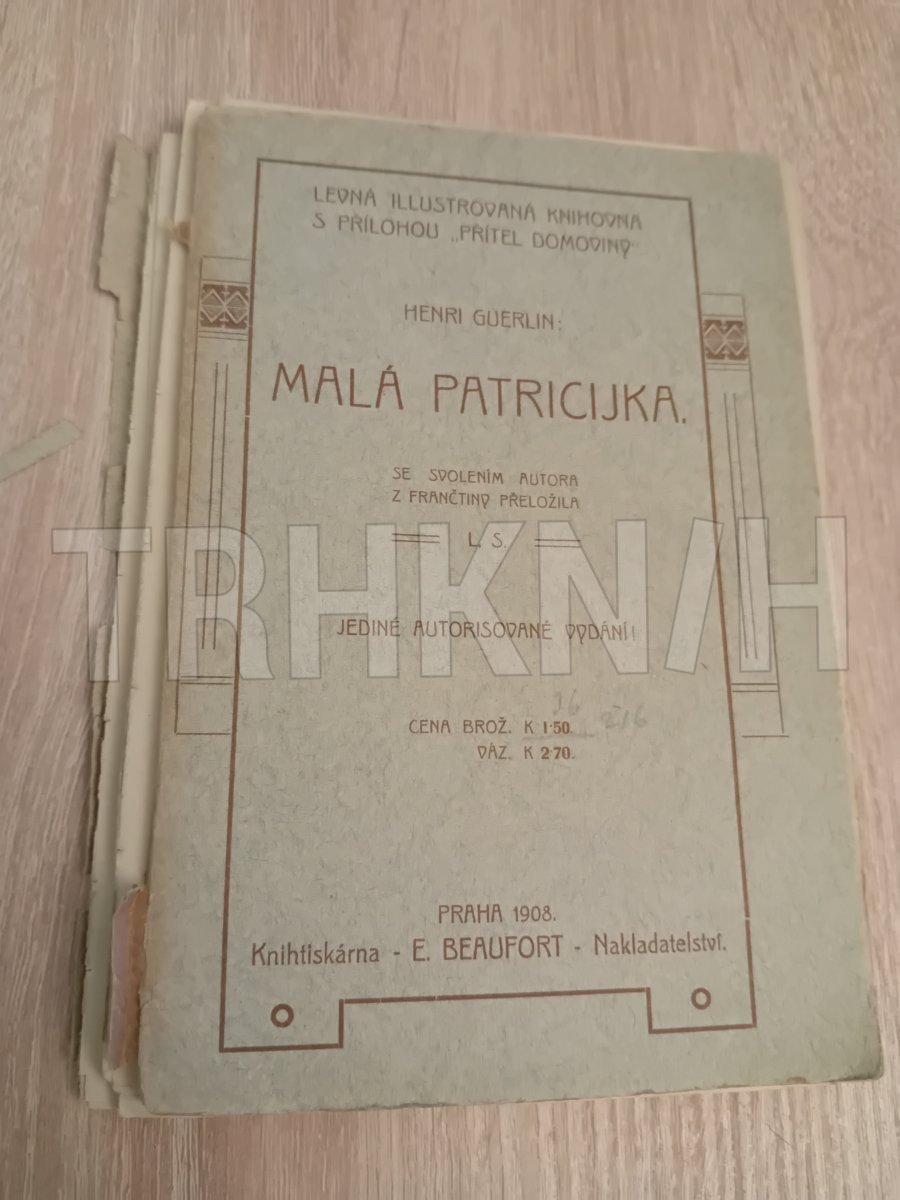 LEVNÁ ILLUSTROVANÁ KNIHOVNA
S PŘÍLOHOU „PŘÍTEL DOMOVINY“
HENRI GUERLIN:
MALÁ PATRICIJKA.
SE SVOLENÍM AUTORA
Z FRANČTINY PŘELOŽILA
L. S.
TRHKNIH
JEDINÉ AUTORISOVANÉ VYDÁNÍ!
CENA BROŽ. K 1·50.
VÁZ. K 2·70.
PRAHA 1908.
Knihtiskárna - E. BEAUFORT - Nakladatelství.